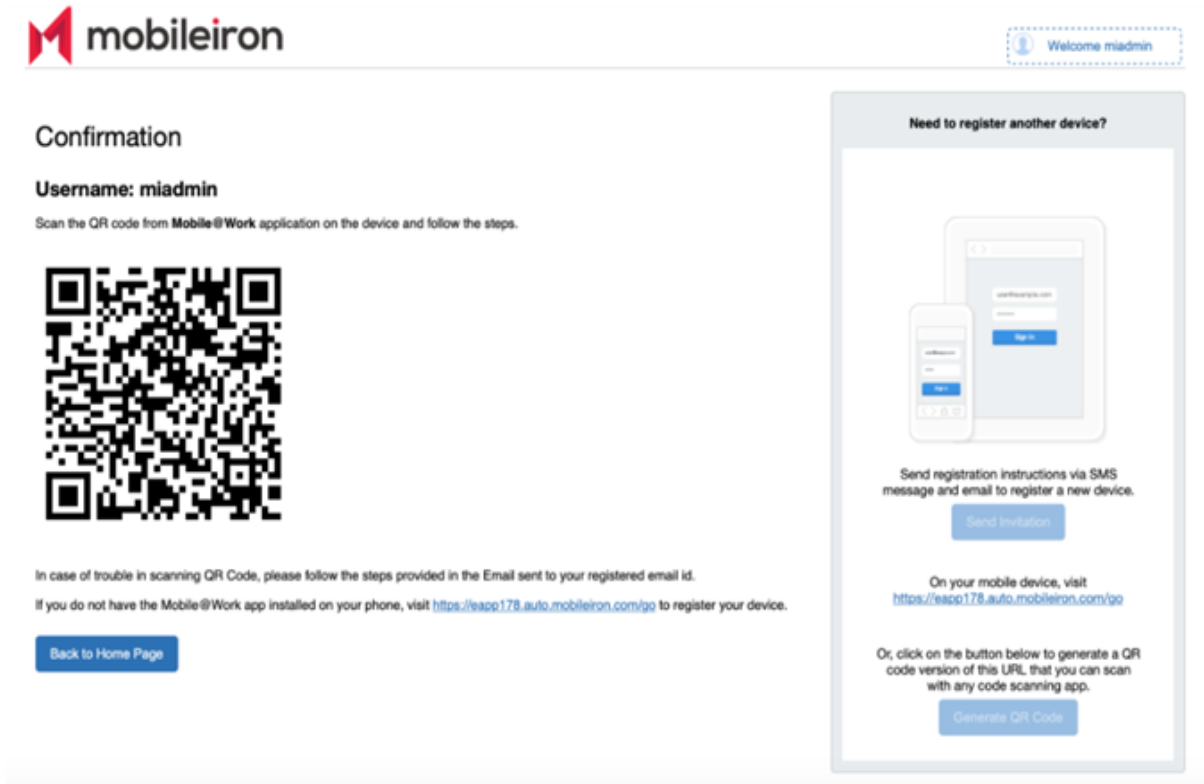 mobileiron
Welcome miadmin
Confirmation
Username: miadmin
Scan the QR code from Mobile@Work application on the device and follow the steps.
In case of trouble in scanning QR Code, please follow the steps provided in the Email sent to your registered email id.
If you do not have the Mobile@Work app installed on your phone, visit https://eapp178.auto.mobileiron.com/go to register your device.
Back to Home Page
Need to register another device?
Sign In
Send registration instructions via SMS
message and email to register a new device.
Send Invitation
On your mobile device, visit
https://eapp178.auto.mobileiron.com/go
Or, click on the button below to generate a QR
code version of this URL that you can scan
with any code scanning app.
Generate QR Code